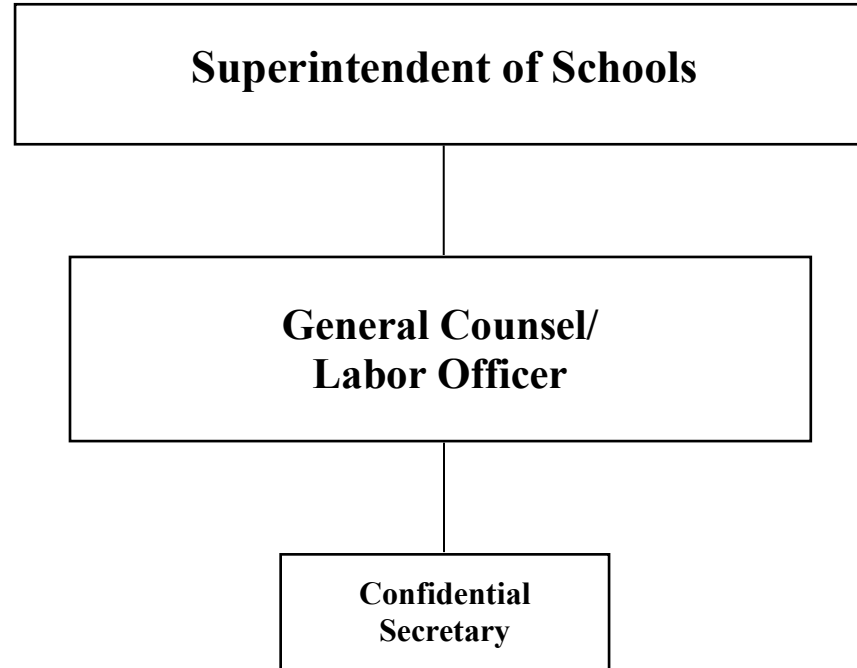 Superintendent of Schools
General Counsel/
Labor Officer
Confidential
Secretary